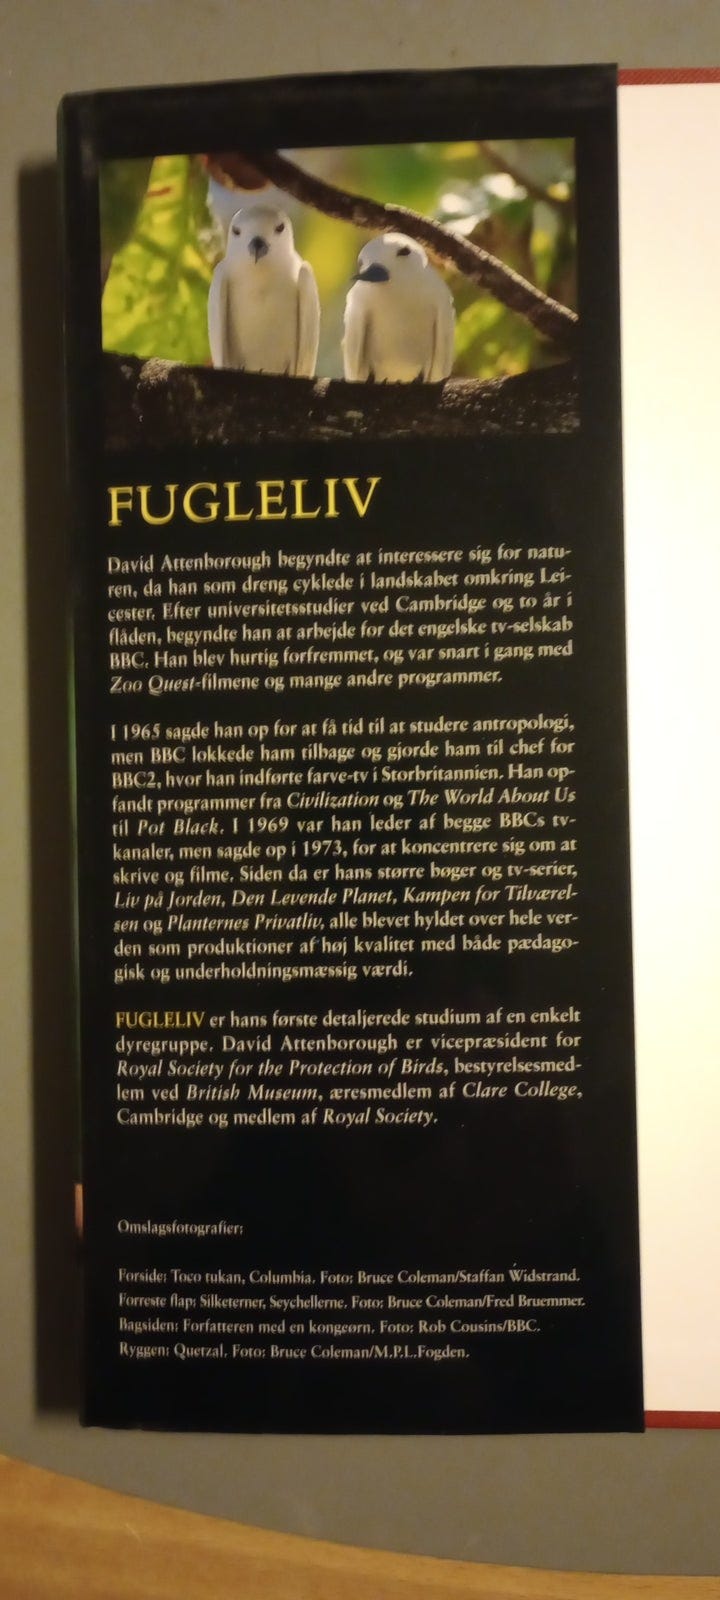 FUGLELIV
David Attenborough begyndte at interessere sig for natu-
ren, da han som dreng cyklede i landskabet omkring Lei-
cester. Efter universitetsstudier ved Cambridge og to år i
flåden, begyndte han at arbejde for det engelske tv-selskab
BBC. Han blev hurtig forfremmet, og var snart i gang med
Zoo Quest-filmene og mange andre programmer.
I 1965 sagde han op for at få tid til at studere antropologi,
men BBC lokkede ham tilbage og gjorde ham til chef for
BBC2, hvor han indførte farve-tv i Storbritannien. Han op-
fandt programmer fra Civilization og The World About Us
til Pot Black. I 1969 var han leder af begge BBCs tv-
kanaler, men sagde op i 1973, for at koncentrere sig om at
skrive og filme. Siden da er hans større bøger og tv-serier,
Liv på Jorden, Den Levende Planet, Kampen for Tilværel-
sen og Planternes Privatliv, alle blevet hyldet over hele ver-
den som produktioner af høj kvalitet med både pædago-
gisk og underholdningsmæssig værdi.
FUGLELIV er hans første detaljerede studium af en enkelt
dyregruppe. David Attenborough er vicepræsident for
Royal Society for the Protection of Birds, bestyrelsesmed-
lem ved British Museum, æresmedlem af Clare College,
Cambridge og medlem af Royal Society.
Omslagsfotografier:
Forside: Toco tukan, Columbia. Foto: Bruce Coleman/Staffan Widstrand.
Forreste flap: Silketerner, Seychellerne. Foto: Bruce Coleman/Fred Bruemmer.
Bagsiden: Forfatteren med en kongeørn. Foto: Rob Cousins/BBC.
Ryggen: Quetzal. Foto: Bruce Coleman/M.P.L.Fogden.